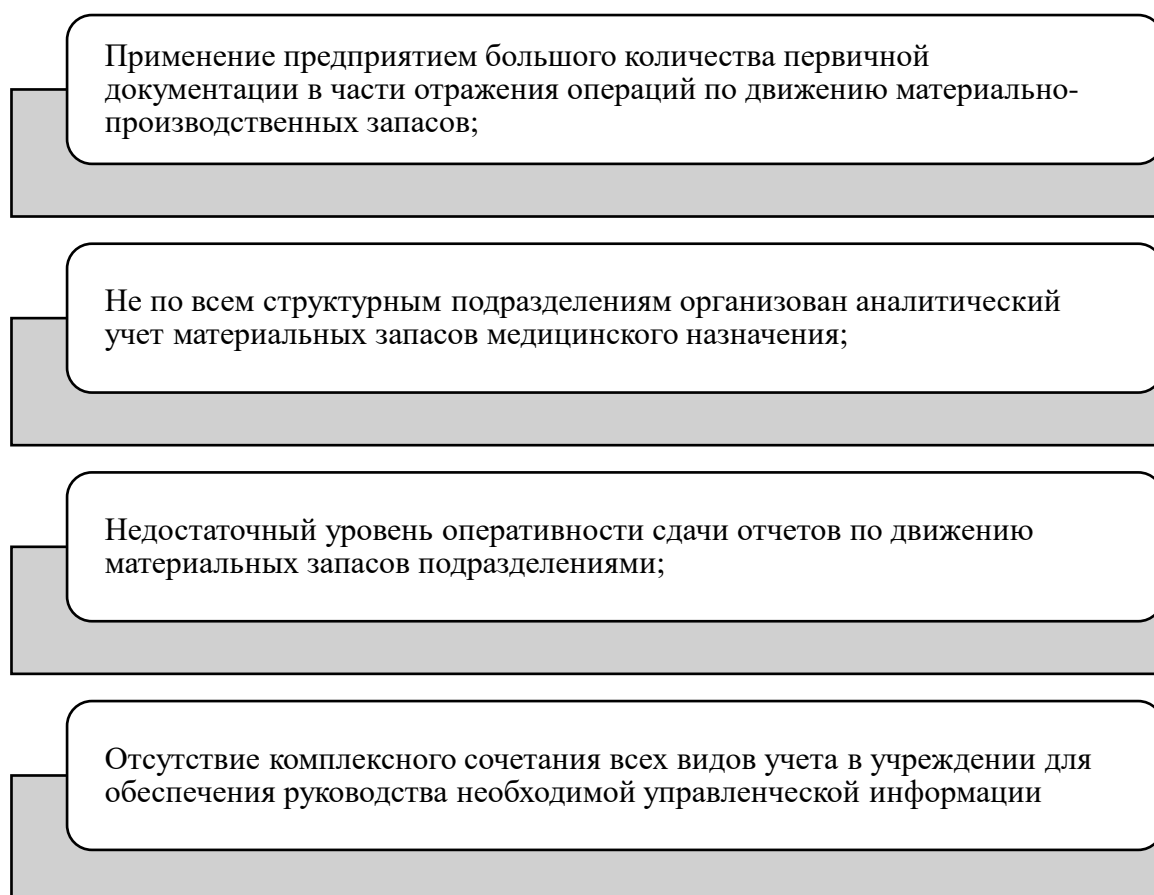 Применение предприятием большого количества первичной
документации в части отражения операций по движению материально-
производственных запасов;
Не по всем структурным подразделениям организован аналитический
учет материальных запасов медицинского назначения;
Недостаточный уровень оперативности сдачи отчетов по движению
материальных запасов подразделениями;
Отсутствие комплексного сочетания всех видов учета в учреждении для
обеспечения руководства необходимой управленческой информации